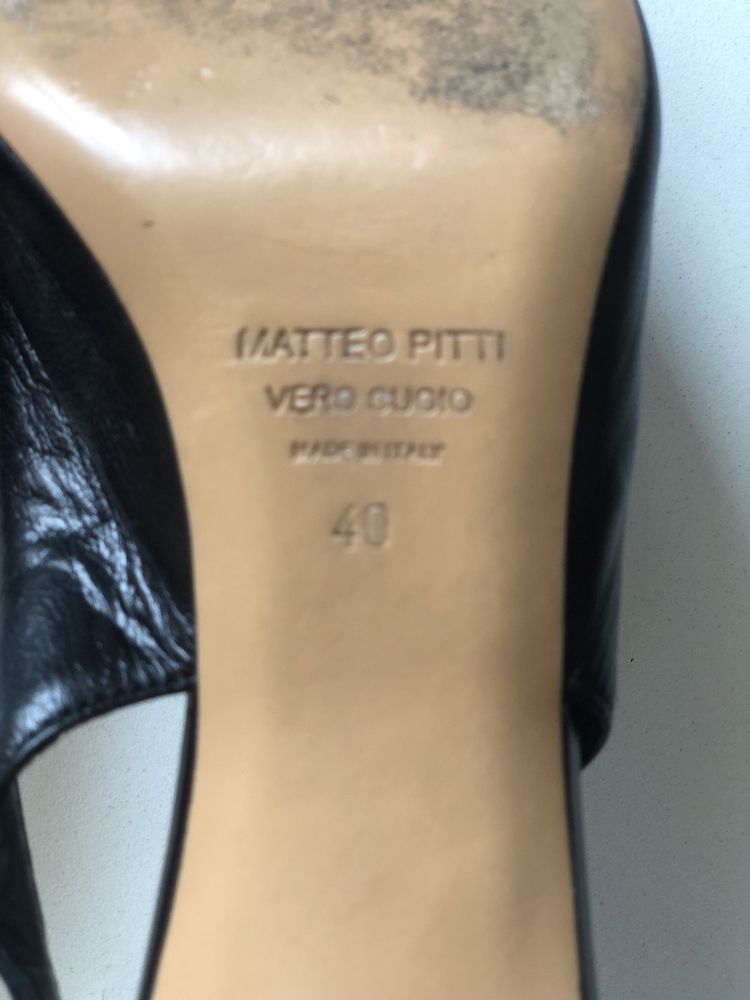 MATTEO PITTI
VERO CUOIO
MADE IN ITALY
40